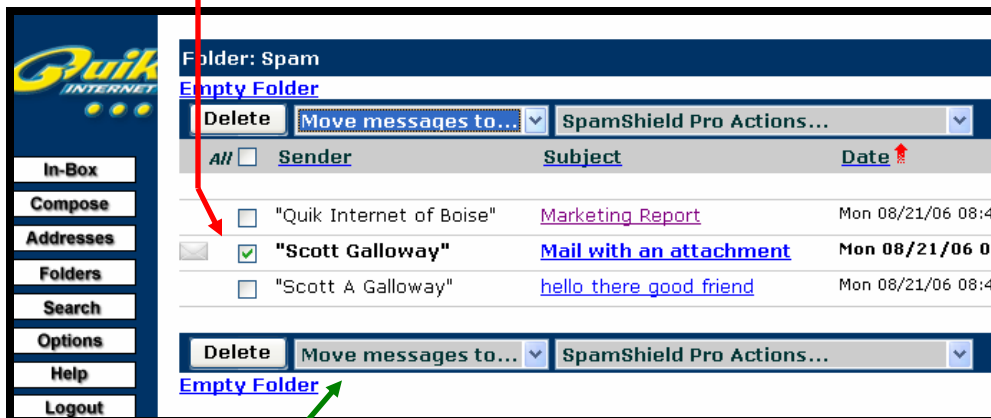 Quik
INTERNET
In-Box
Compose
Addresses
Folders
Search
Options
Help
Logout
Folder: Spam
Empty Folder
Delete Move messages to... SpamShield Pro Actions...
All Sender Subject Date
"Quik Internet of Boise" Marketing Report Mon 08/21/06 08:4
"Scott Galloway" Mail with an attachment Mon 08/21/06 0
"Scott A Galloway" hello there good friend Mon 08/21/06 08:4
Delete Move messages to... SpamShield Pro Actions...
Empty Folder